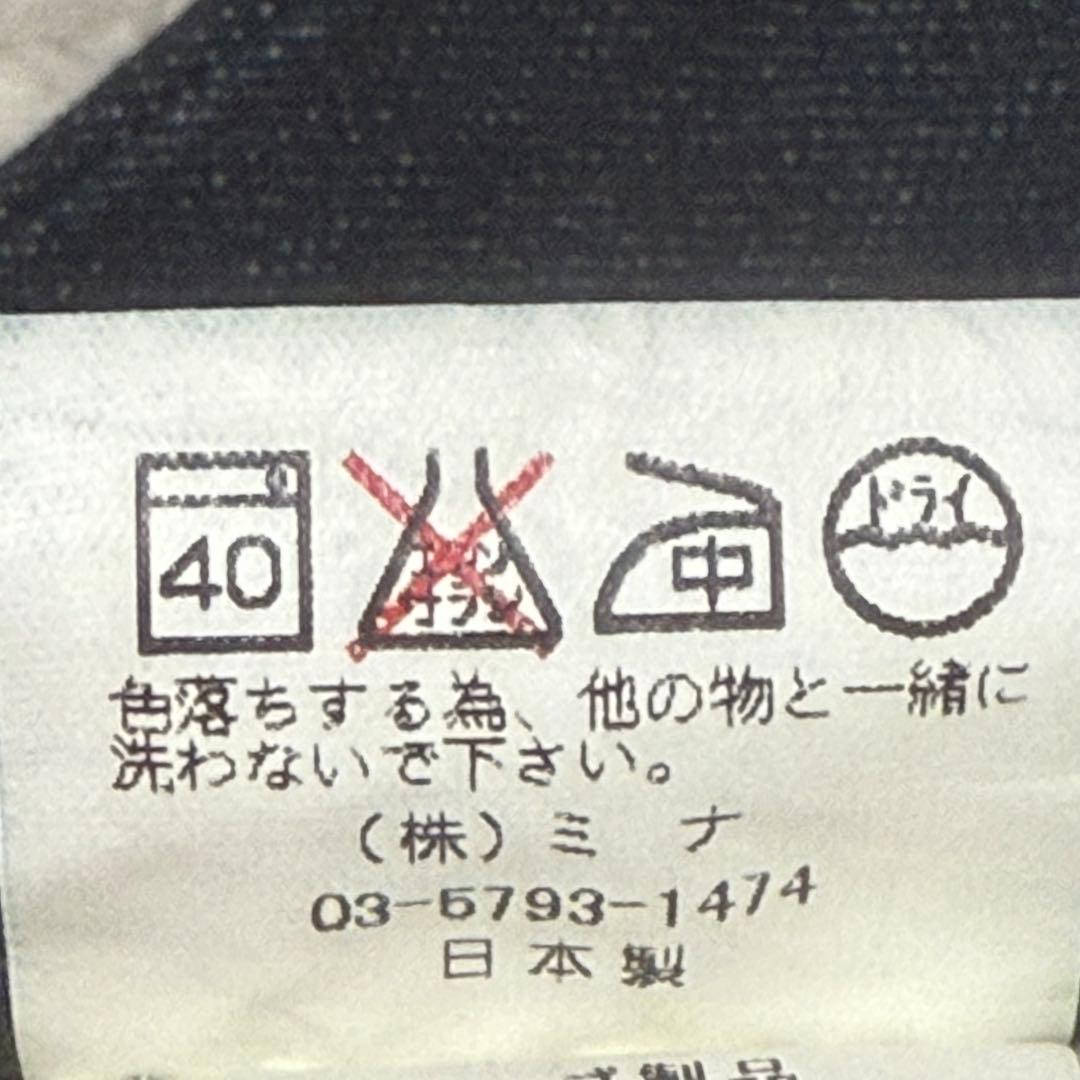 40
中
ドライ
色落ちする為、他の物と一緒に
洗わないで下さい。
(株)ミナ
03-5793-1474
日本製